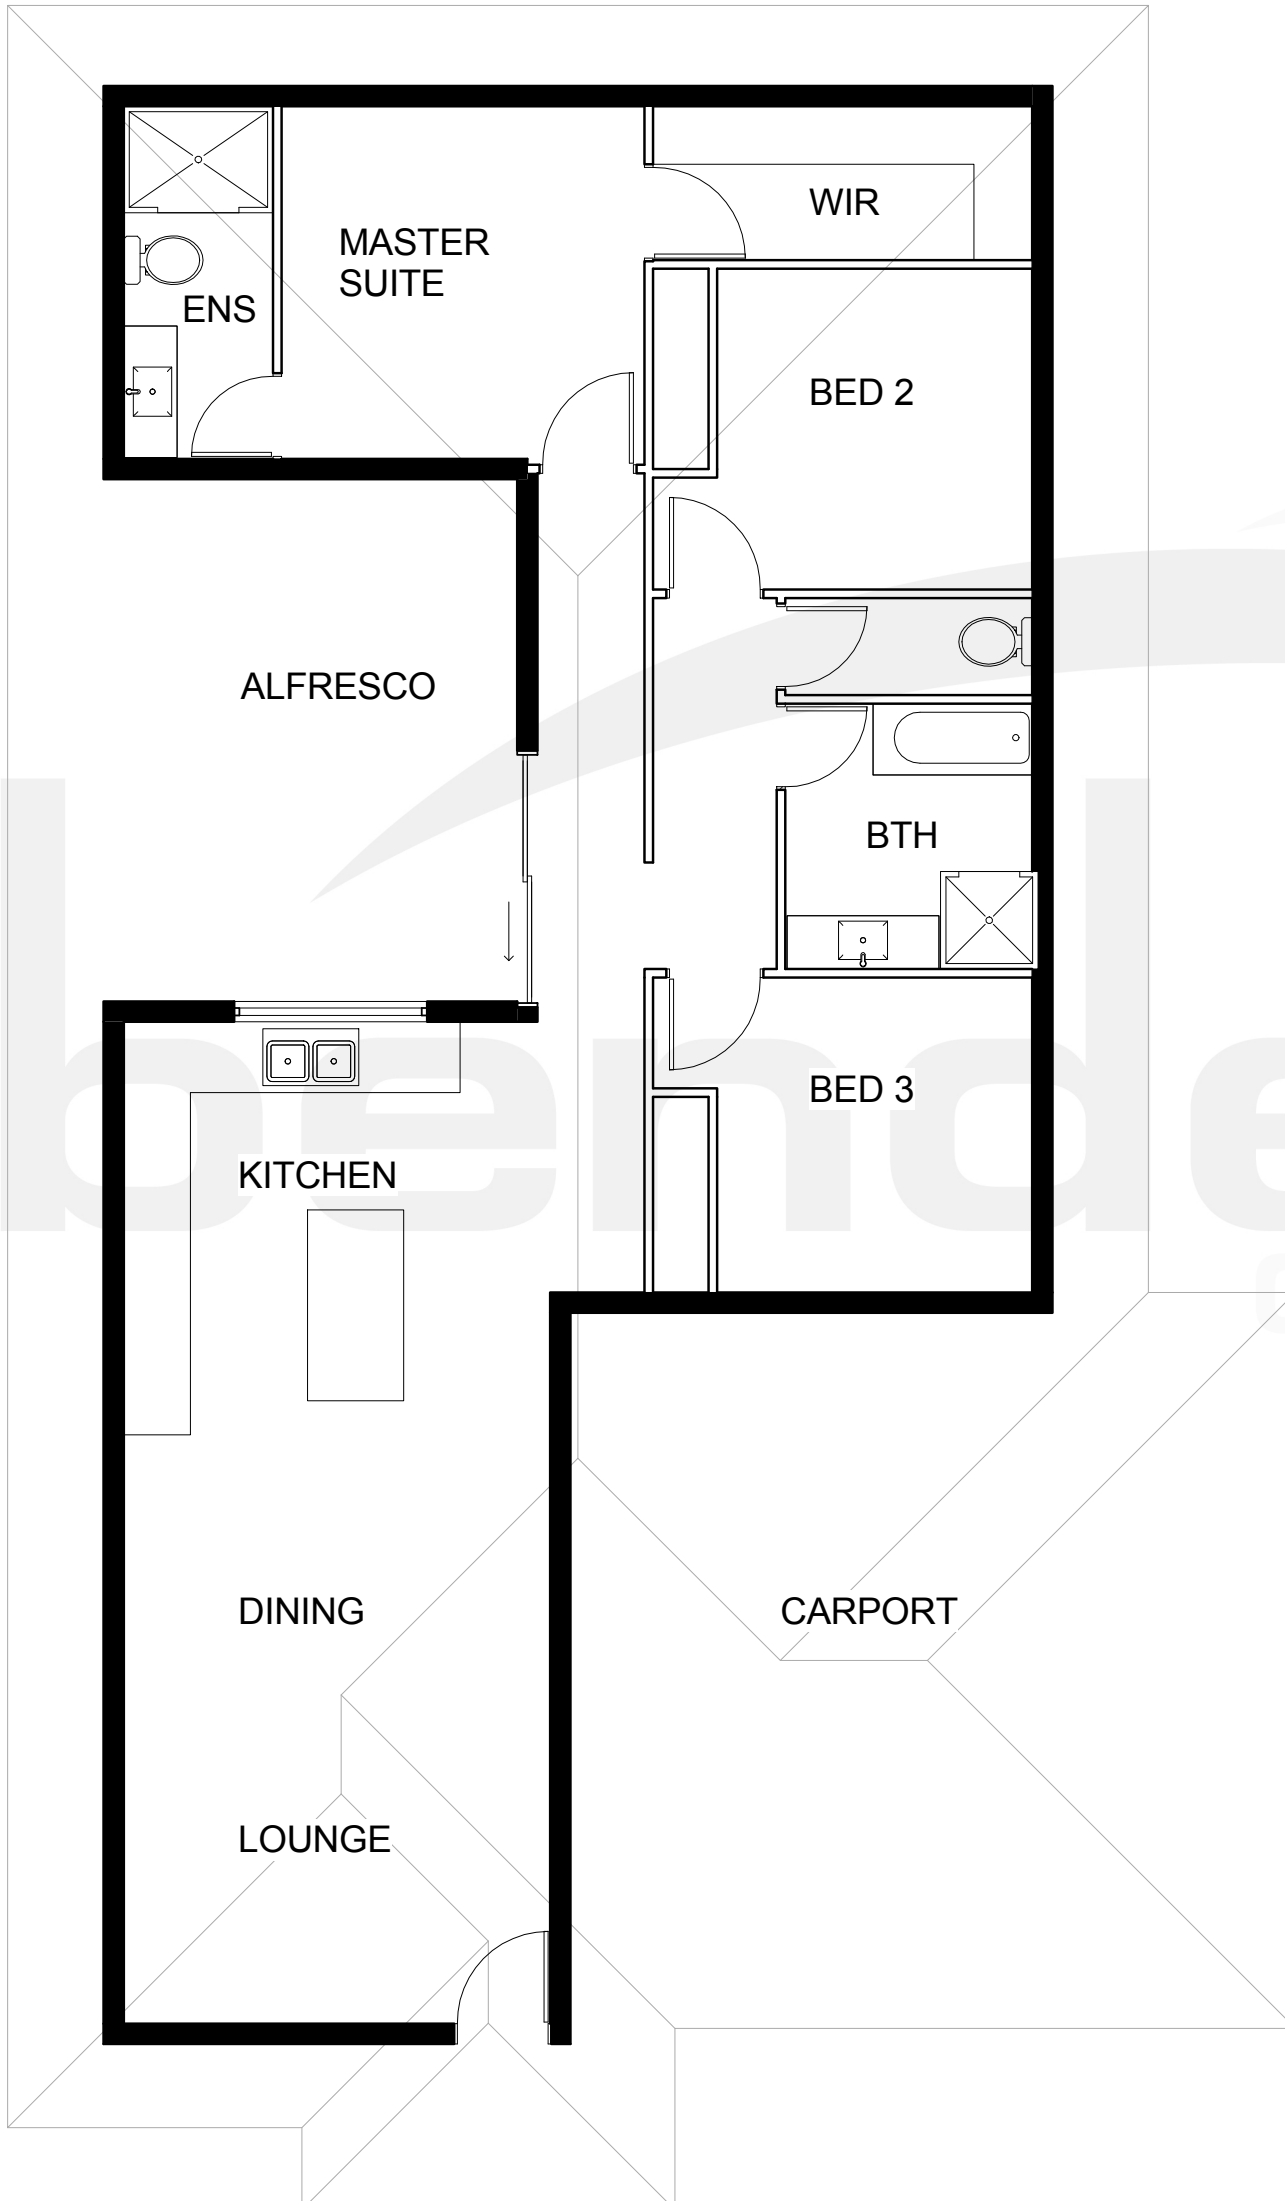 WIR
MASTER
SUITE
ENS
BED 2
ALFRESCO
BTH
BED 3
KITCHEN
DINING
CARPORT
LOUNGE